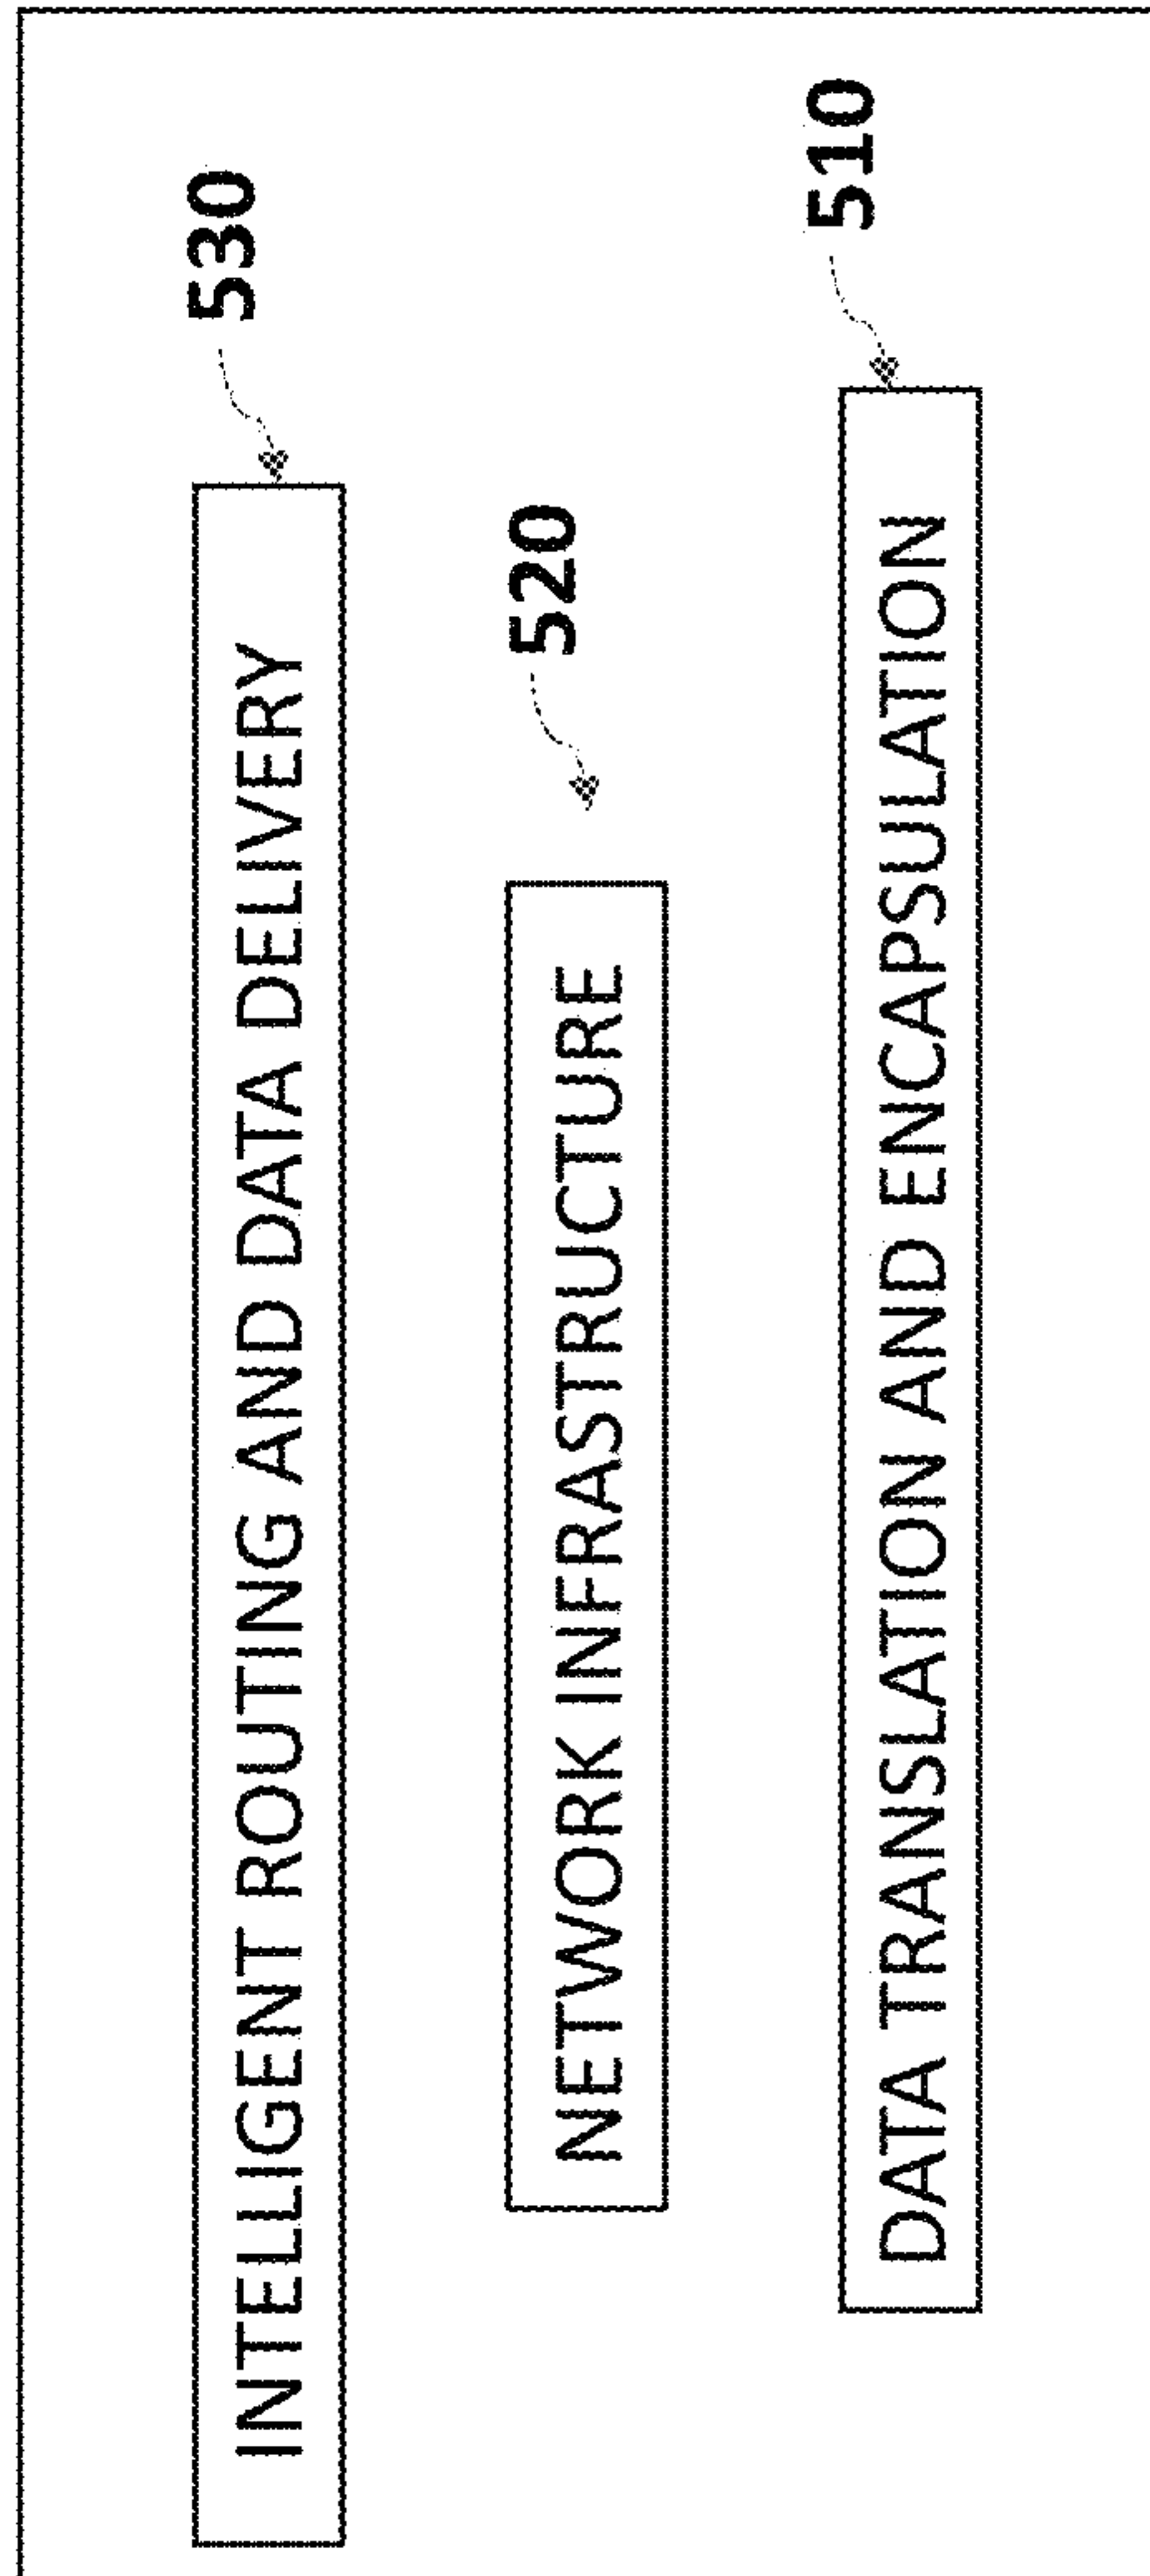 530
INTELLIGENT ROUTING AND DATA DELIVERY
520
NETWORK INFRASTRUCTURE
510
DATA TRANSLATION AND ENCAPSULATION